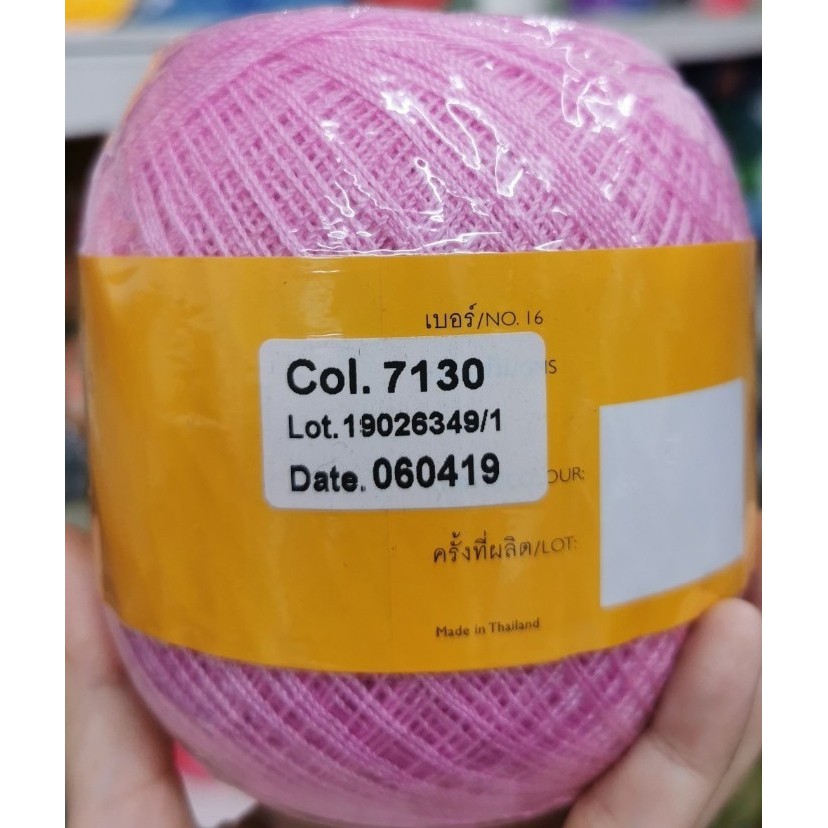 เบอร์/NO. 16
Col. 7130
Lot.19026349/1
Date. 060419
OUR:
ครั้งที่ผลิต/LOT:
Made in Thailand